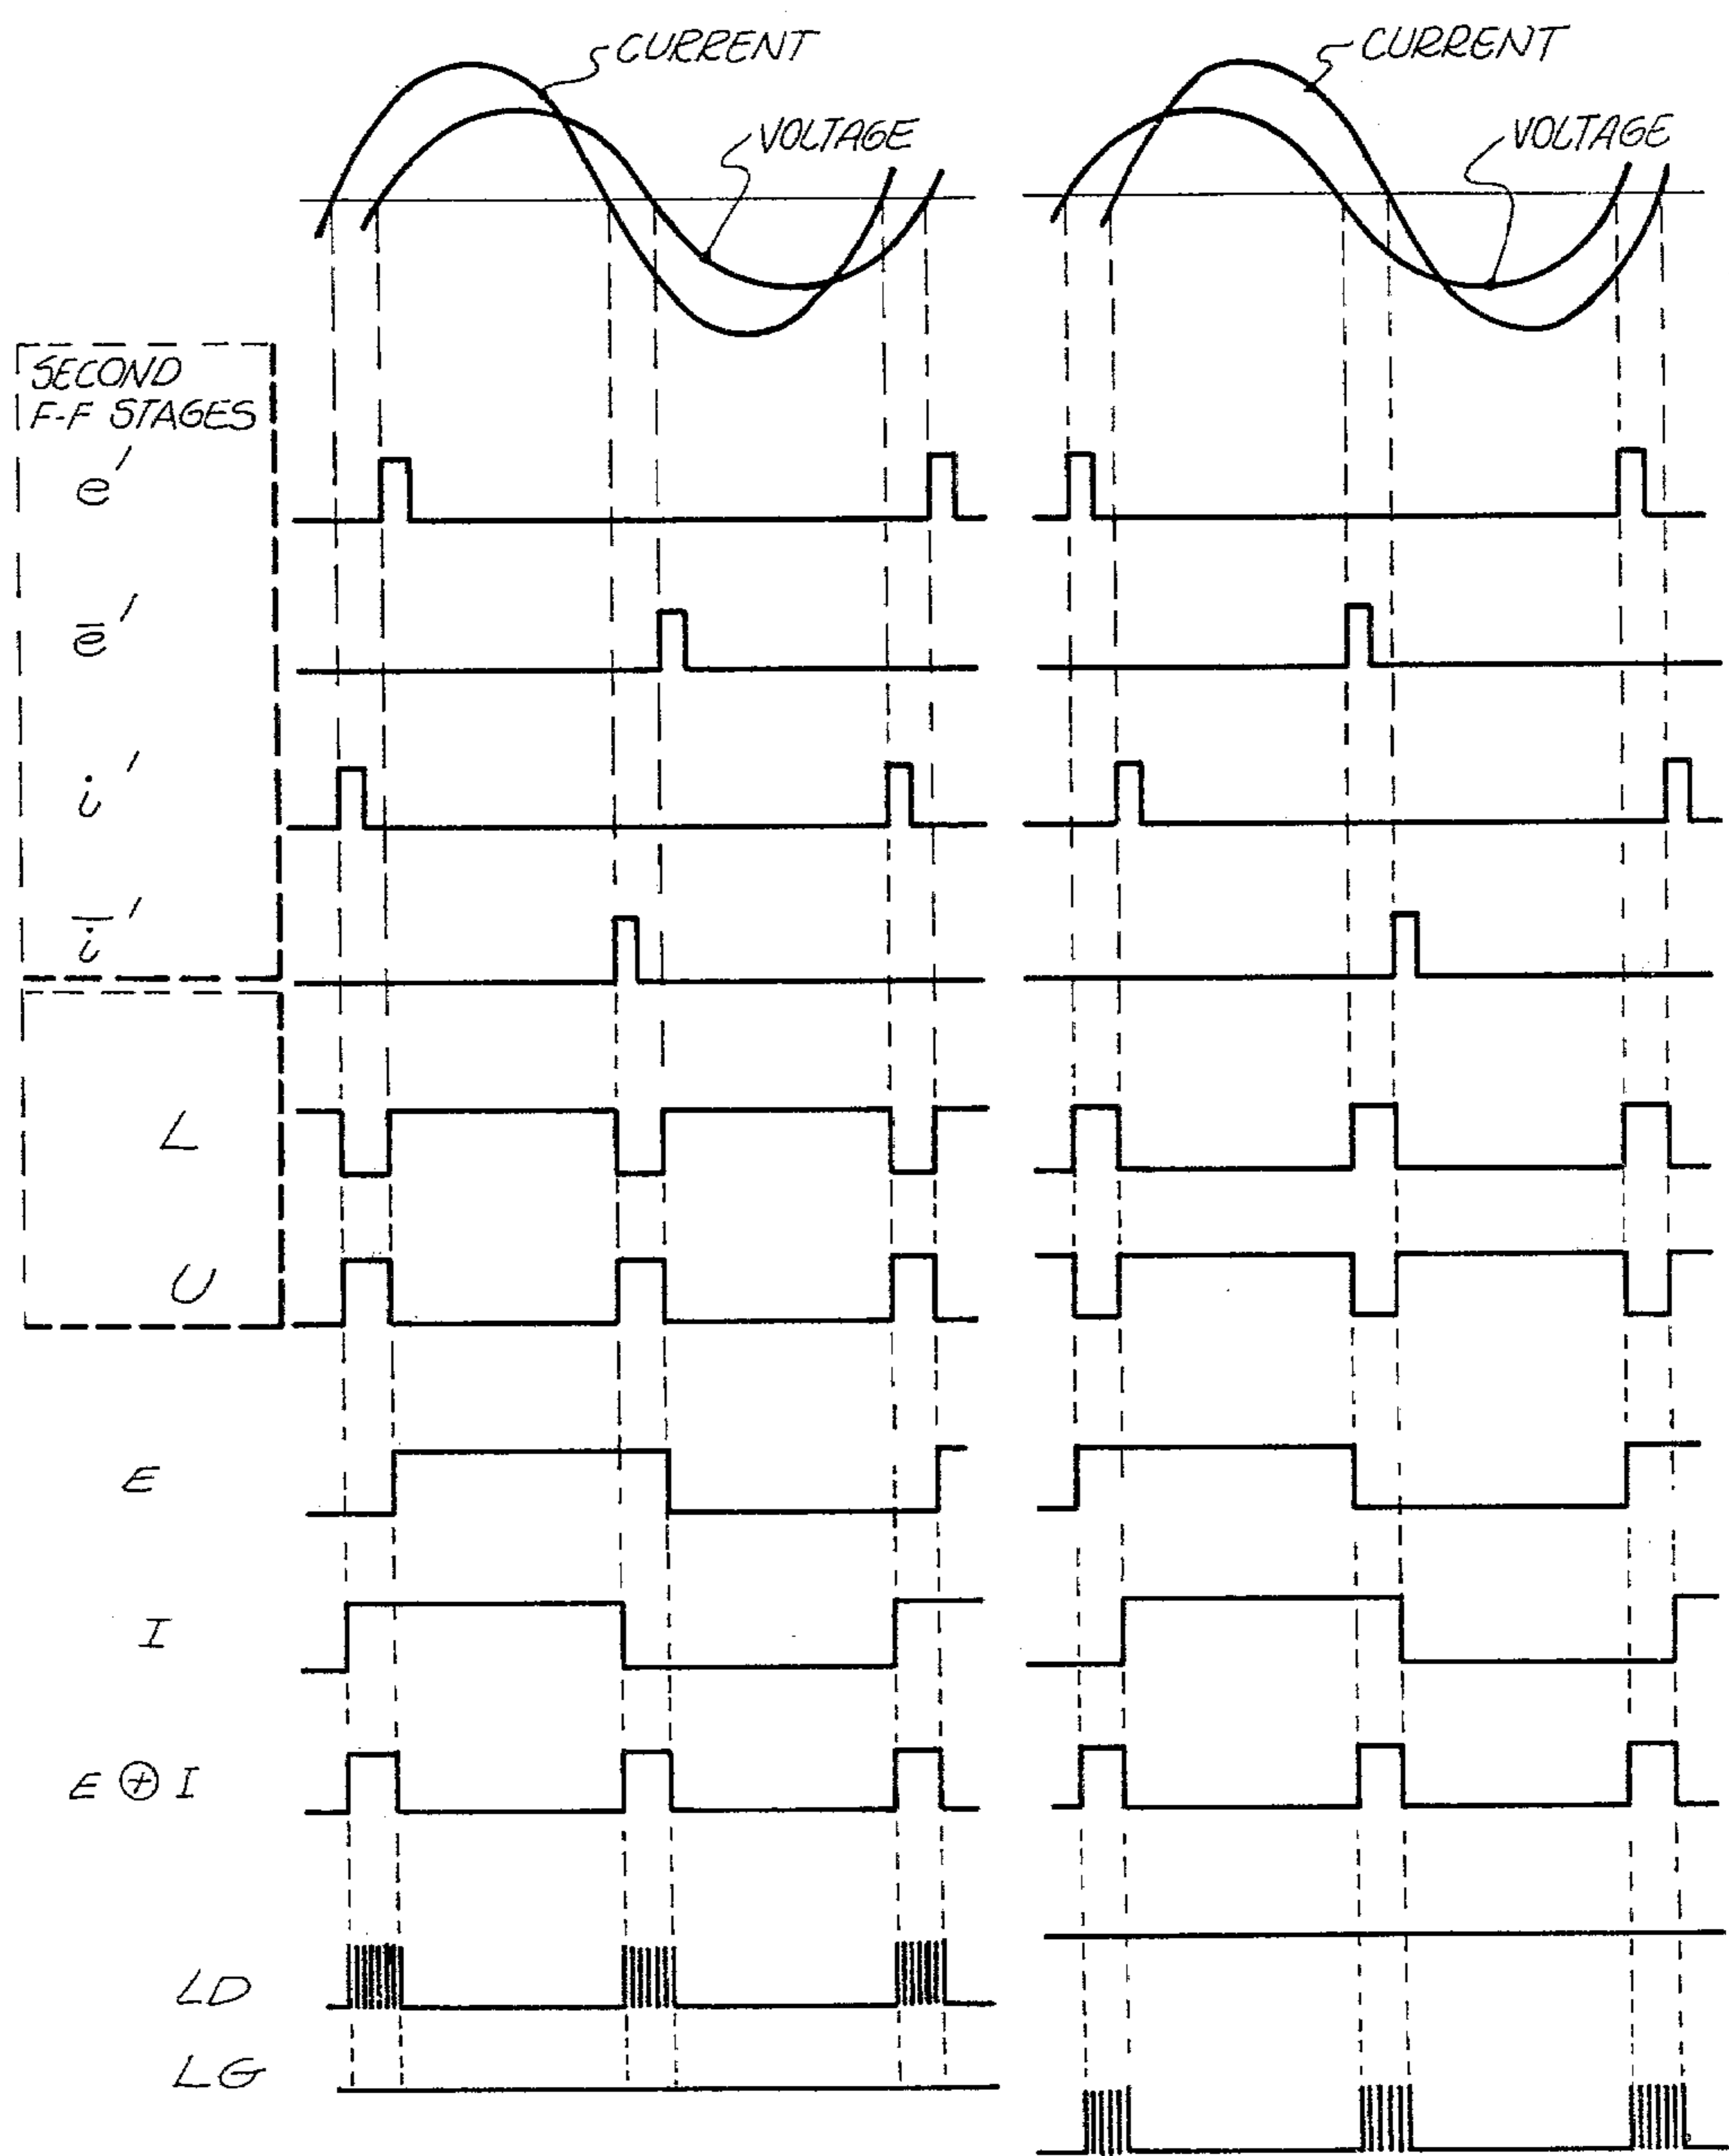 CURRENT
CURRENT
VOLTAGE
VOLTAGE
SECOND
F-F STAGES
e'
e̅'
i'
i̅'
L
U
E
I
E ⊕ I
LD
LG